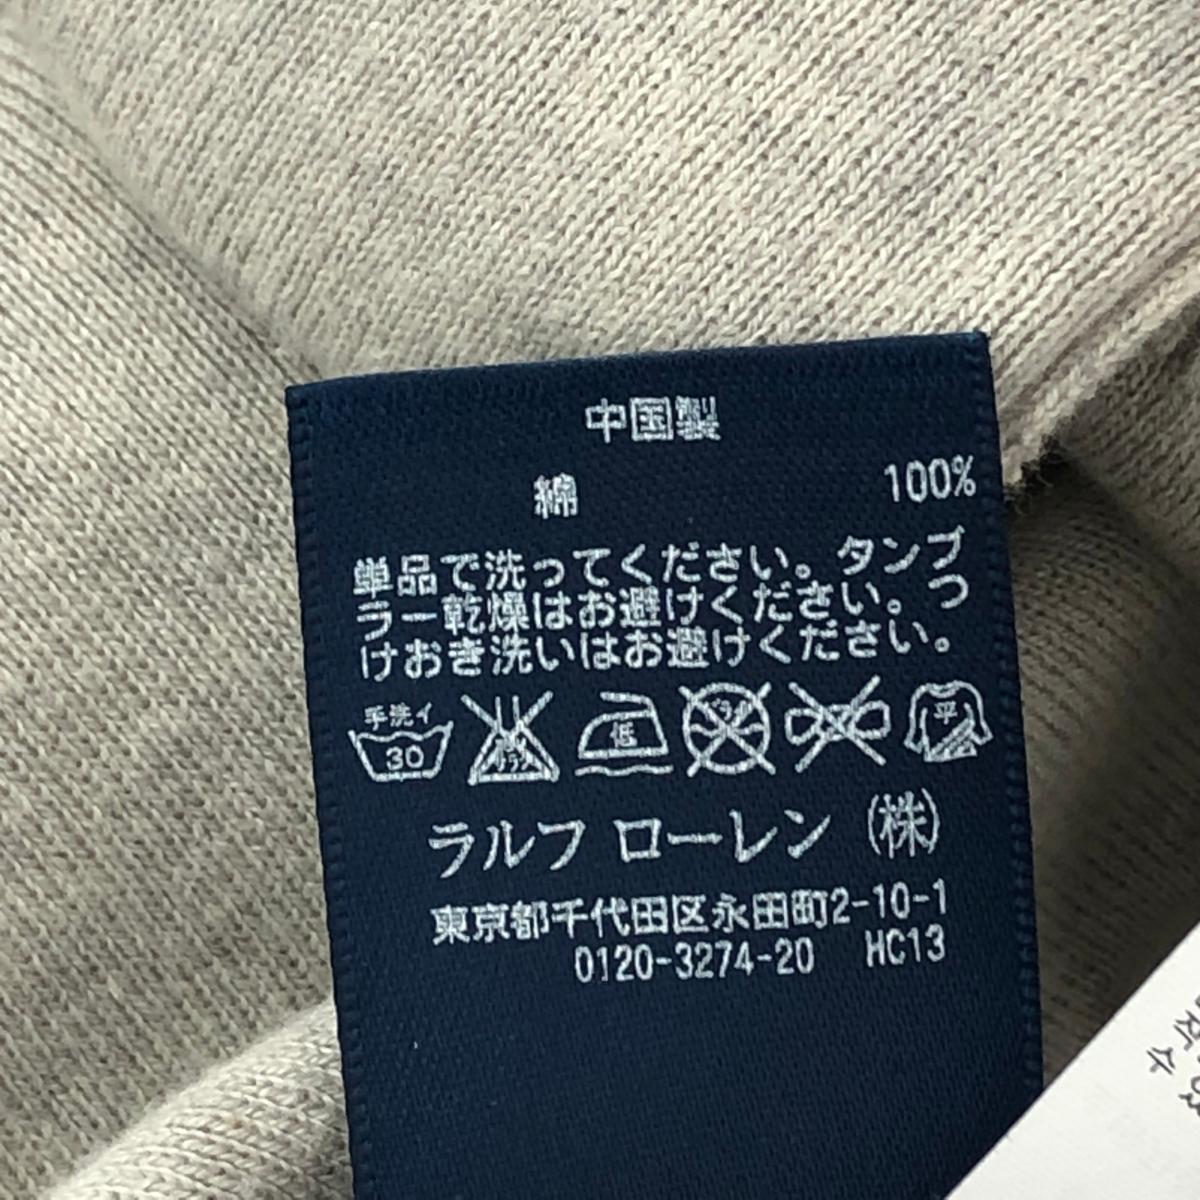 中国製
綿 100%
単品で洗ってください。タンブ
ラー乾燥はお避けください。つ
けおき洗いはお避けください。
手洗イ
30
低
平
ラルフ ローレン (株)
東京都千代田区永田町2-10-1
0120-3274-20 HC13
수